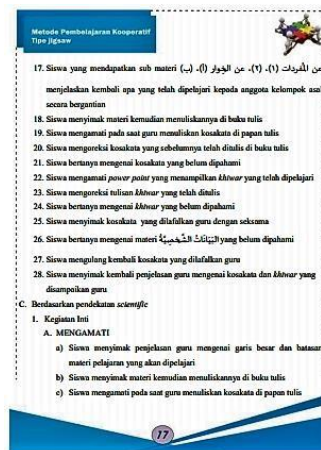 Metode Pembelajaran Kooperatif
Tipe Jigsaw
17. Siswa yang mendapatkan sub materi (ب) ،(أ) عن الحِوار ،(٢) ،(١) عن المُفردات
menjelaskan kembali apa yang telah dipelajari kepada anggota kelompok asal
secara bergantian
18. Siswa menyimak materi kemudian menuliskannya di buku tulis
19. Siswa mengamati pada saat guru menuliskan kosakata di papan tulis
20. Siswa mengoreksi kosakata yang sebelumnya telah ditulis di buku tulis
21. Siswa bertanya mengenai kosakata yang belum dipahami
22. Siswa mengamati power point yang menampilkan khiwar yang telah dipelajari
23. Siswa mengoreksi tulisan khiwar yang telah ditulis
24. Siswa bertanya mengenai khiwar yang belum dipahami
25. Siswa menyimak kosakata yang dilafalkan guru dengan seksama
26. Siswa bertanya mengenai materi البَيَانَاتُ الشَّخْصِيَّةُ yang belum dipahami
27. Siswa mengulang kembali kosakata yang dilafalkan guru
28. Siswa menyimak kembali penjelasan guru mengenai kosakata dan khiwar yang
disampaikan guru
C. Berdasarkan pendekatan scientific
1. Kegiatan Inti
A. MENGAMATI
a) Siswa menyimak penjelasan guru mengenai garis besar dan batasan
materi pelajaran yang akan dipelajari
b) Siswa menyimak materi kemudian menuliskannya di buku tulis
c) Siswa mengamati pada saat guru menuliskan kosakata di papan tulis
17